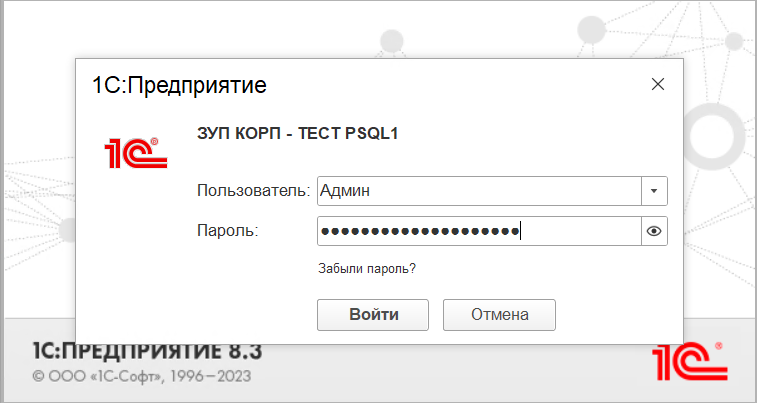 1С:Предприятие
1С®
ЗУП КОРП - ТЕСТ PSQL1
Пользователь: Админ
Пароль: ●●●●●●●●●●●●●●●●●●●●
Забыли пароль?
Войти Отмена
1С:ПРЕДПРИЯТИЕ 8.3
© ООО «1С-Софт», 1996–2023
1С®